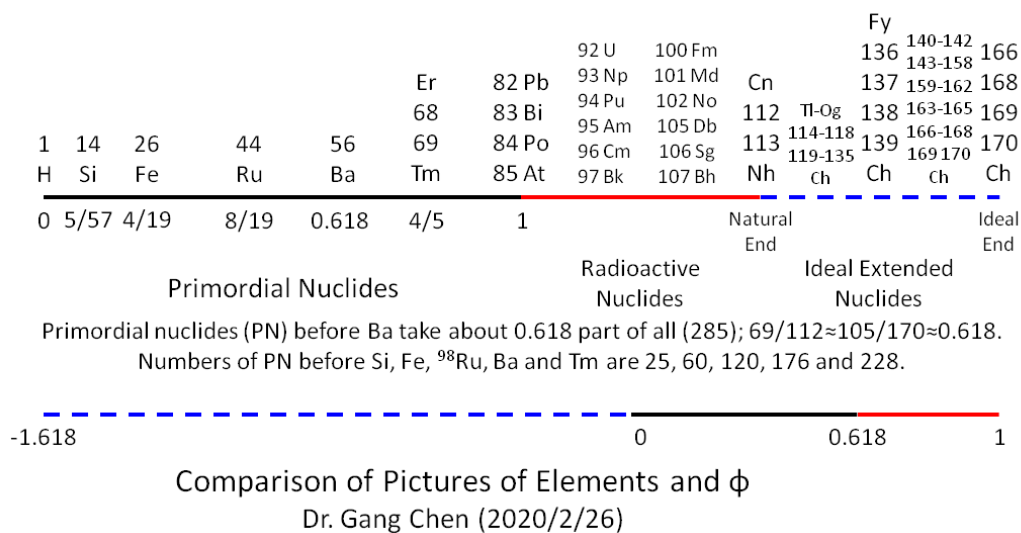 Fy
92 U 100 Fm 136 140-142 166
93 Np 101 Md 143-158
Er 82 Pb 94 Pu 102 No Cn 137 159-162 168
68 83 Bi 95 Am 105 Db 112 Tl-Og 138 163-165 169
1 14 26 44 56 69 84 Po 96 Cm 106 Sg 113 114-118 139 166-168 170
H Si Fe Ru Ba Tm 85 At 97 Bk 107 Bh Nh 119-135 Ch 169 170 Ch
Ch Ch
0 5/57 4/19 8/19 0.618 4/5 1 Natural Ideal
End End
Primordial Nuclides Radioactive Ideal Extended
Nuclides Nuclides
Primordial nuclides (PN) before Ba take about 0.618 part of all (285); 69/112≈105/170≈0.618.
Numbers of PN before Si, Fe, ⁹⁸Ru, Ba and Tm are 25, 60, 120, 176 and 228.
-1.618 0 0.618 1
Comparison of Pictures of Elements and ϕ
Dr. Gang Chen (2020/2/26)